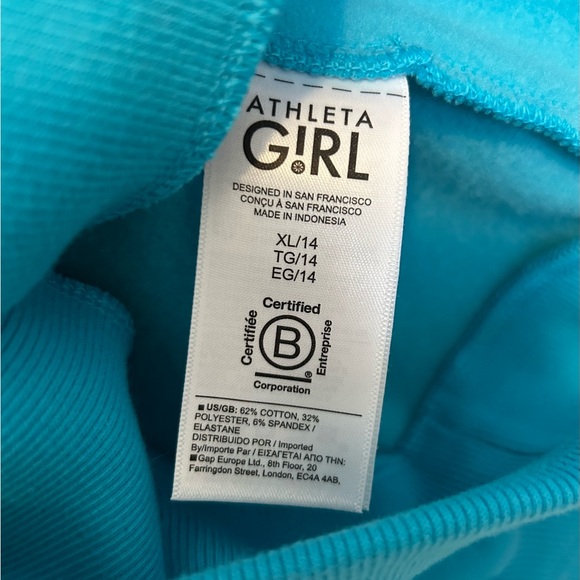 ATHLETA
G!RL
DESIGNED IN SAN FRANCISCO
CONÇU À SAN FRANCISCO
MADE IN INDONESIA
XL/14
TG/14
EG/14
Certified
Certifiée
B
Entreprise
®
Corporation
■ US/GB: 62% COTTON, 32%
POLYESTER, 6% SPANDEX /
ELASTANE
DISTRIBUIDO POR / Imported
By/Importe Par / ΕΙΣΑΓΕΤΑΙ ΑΠΟ ΤΗΝ:
■ Gap Europe Ltd., 8th Floor, 20
Farringdon Street, London, EC4A 4AB,